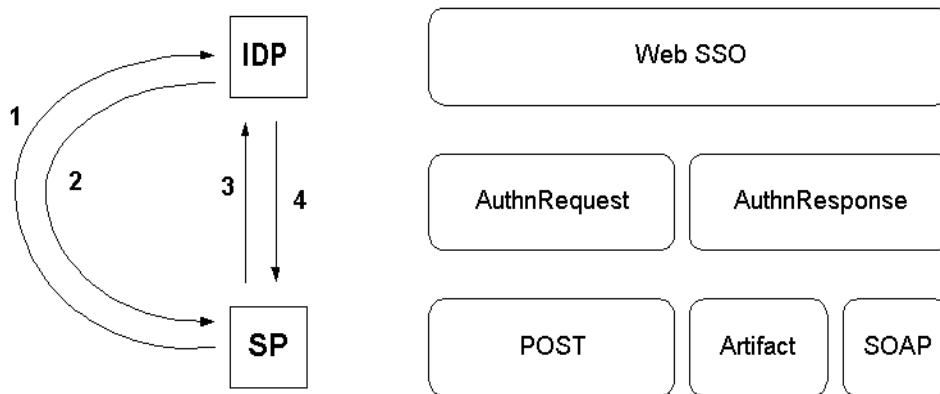 IDP
Web SSO
1
2
3
4
AuthnRequest
AuthnResponse
SP
POST
Artifact
SOAP